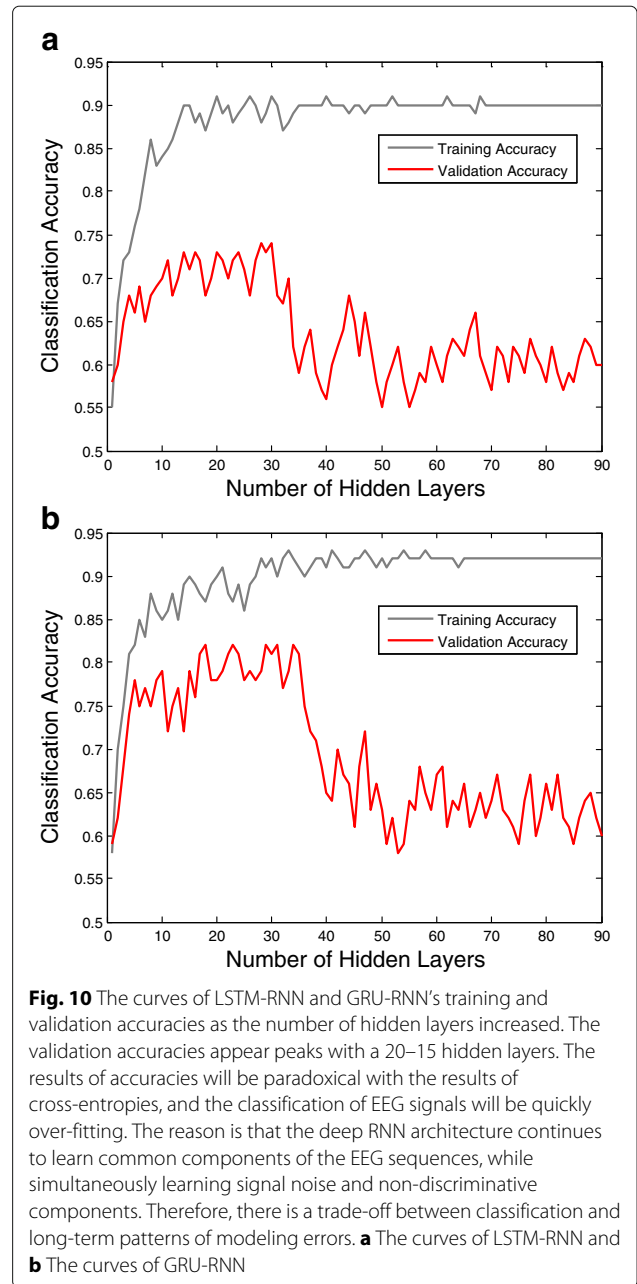 a
0.95
0.9
0.85
0.8
0.75
0.7
0.65
0.6
0.55
0.5
Classification Accuracy
Training Accuracy
Validation Accuracy
0 10 20 30 40 50 60 70 80 90
Number of Hidden Layers
b
0.95
0.9
0.85
0.8
0.75
0.7
0.65
0.6
0.55
0.5
Classification Accuracy
Training Accuracy
Validation Accuracy
0 10 20 30 40 50 60 70 80 90
Number of Hidden Layers
Fig. 10 The curves of LSTM-RNN and GRU-RNN's training and
validation accuracies as the number of hidden layers increased. The
validation accuracies appear peaks with a 20–15 hidden layers. The
results of accuracies will be paradoxical with the results of
cross-entropies, and the classification of EEG signals will be quickly
over-fitting. The reason is that the deep RNN architecture continues
to learn common components of the EEG sequences, while
simultaneously learning signal noise and non-discriminative
components. Therefore, there is a trade-off between classification and
long-term patterns of modeling errors. a The curves of LSTM-RNN and
b The curves of GRU-RNN